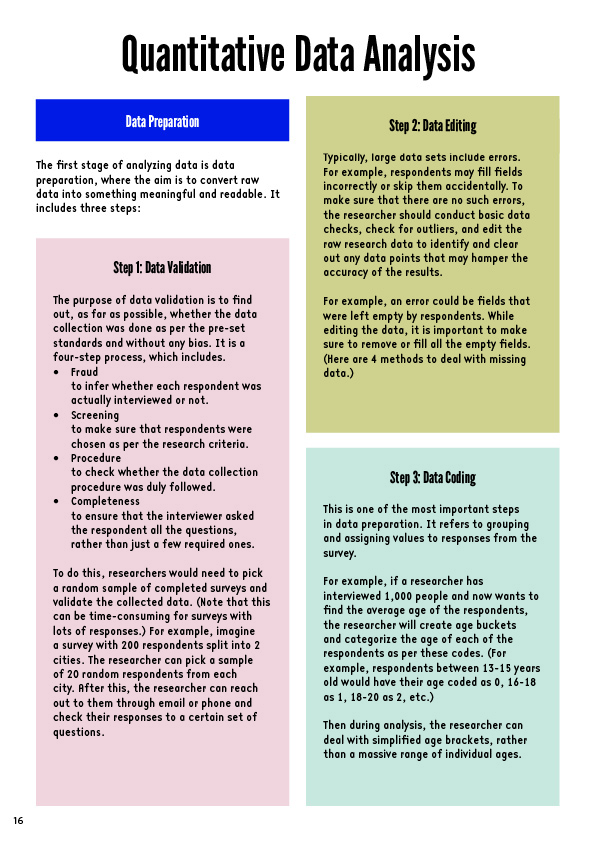 Quantitative Data Analysis
Data Preparation
The first stage of analyzing data is data
preparation, where the aim is to convert raw
data into something meaningful and readable. It
includes three steps:
Step 1: Data Validation
The purpose of data validation is to find
out, as far as possible, whether the data
collection was done as per the pre-set
standards and without any bias. It is a
four-step process, which includes.
• Fraud
to infer whether each respondent was
actually interviewed or not.
• Screening
to make sure that respondents were
chosen as per the research criteria.
• Procedure
to check whether the data collection
procedure was duly followed.
• Completeness
to ensure that the interviewer asked
the respondent all the questions,
rather than just a few required ones.
To do this, researchers would need to pick
a random sample of completed surveys and
validate the collected data. (Note that this
can be time-consuming for surveys with
lots of responses.) For example, imagine
a survey with 200 respondents split into 2
cities. The researcher can pick a sample
of 20 random respondents from each
city. After this, the researcher can reach
out to them through email or phone and
check their responses to a certain set of
questions.
Step 2: Data Editing
Typically, large data sets include errors.
For example, respondents may fill fields
incorrectly or skip them accidentally. To
make sure that there are no such errors,
the researcher should conduct basic data
checks, check for outliers, and edit the
raw research data to identify and clear
out any data points that may hamper the
accuracy of the results.
For example, an error could be fields that
were left empty by respondents. While
editing the data, it is important to make
sure to remove or fill all the empty fields.
(Here are 4 methods to deal with missing
data.)
Step 3: Data Coding
This is one of the most important steps
in data preparation. It refers to grouping
and assigning values to responses from the
survey.
For example, if a researcher has
interviewed 1,000 people and now wants to
find the average age of the respondents,
the researcher will create age buckets
and categorize the age of each of the
respondents as per these codes. (For
example, respondents between 13-15 years
old would have their age coded as 0, 16-18
as 1, 18-20 as 2, etc.)
Then during analysis, the researcher can
deal with simplified age brackets, rather
than a massive range of individual ages.
16